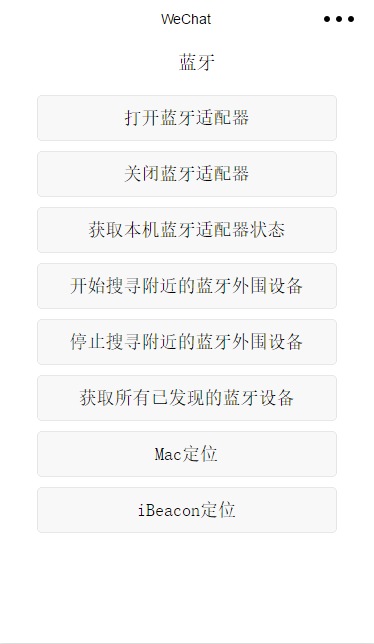 WeChat
蓝牙
打开蓝牙适配器
关闭蓝牙适配器
获取本机蓝牙适配器状态
开始搜寻附近的蓝牙外围设备
停止搜寻附近的蓝牙外围设备
获取所有已发现的蓝牙设备
Mac定位
iBeacon定位